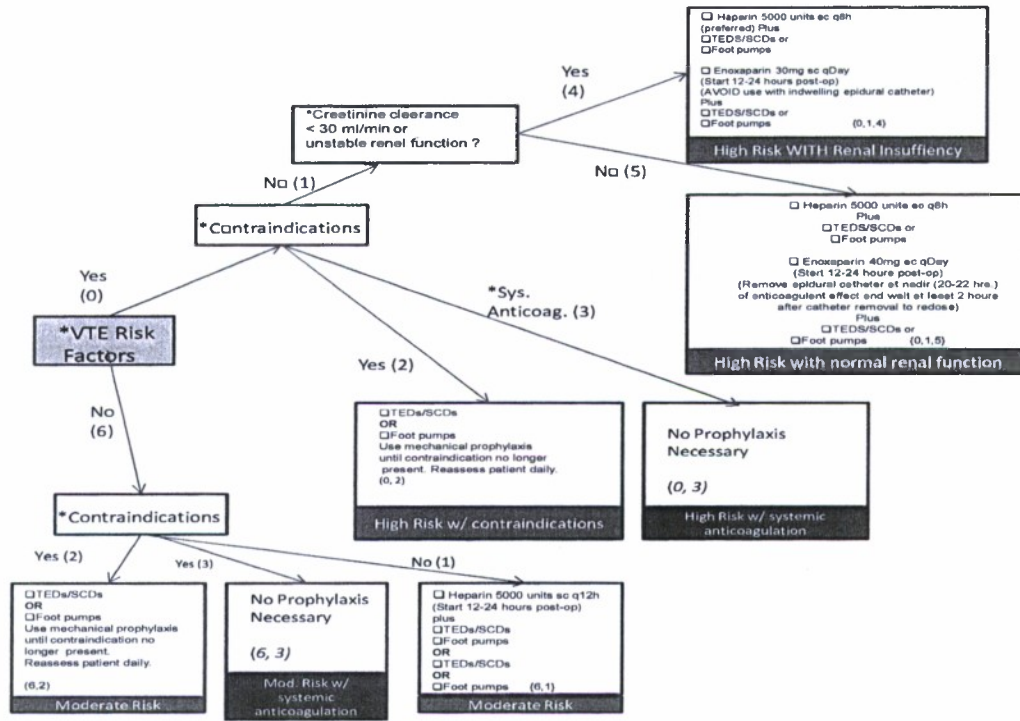 ❑ Heparin 5000 units sc q8h
(preferred) Plus
❑TEDS/SCDs or
❑Foot pumps
❑ Enoxaparin 30mg sc qDay
(Start 12-24 hours post-op)
(AVOID use with indwelling epidural catheter)
Plus
❑TEDS/SCDs or
❑Foot pumps (0,1,4)
High Risk WITH Renal Insuffiency
Yes
(4)
*Creetinine cleerance
< 30 ml/min or
unstable renel function ?
No (5)
No (1)
❑ Heparin 5000 units sc q8h
Plus
❑TEDS/SCDs or
❑Foot pumps
❑ Enoxaparin 40mg sc qDay
(Start 12-24 hours post-op)
(Remove epidural catheter at nadir (20-22 hrs.)
of anticoagulent effect end wait at least 2 houre
after catheter removal to redose)
Plus
❑TEDS/SCDs or
❑Foot pumps (0,1,5)
High Risk with normal renal function
*Contraindications
Yes
(0)
*Sys.
Anticoag. (3)
*VTE Risk
Factors
Yes (2)
No
(6)
❑TEDs/SCDs
OR
❑Foot pumps
Use mechanical prophylaxis
until contraindication no longer
present. Reassess patient daily.
(0, 2)
High Risk w/ contraindications
No Prophylaxis
Necessary
(0, 3)
High Risk w/ systemic
anticoagulation
*Contraindications
Yes (2)
Yes (3)
No (1)
❑TEDs/SCDs
OR
❑Foot pumps
Use mechanical prophylaxis
until contraindication no
longer present.
Reassess patient daily.
(6,2)
Moderate Risk
No Prophylaxis
Necessary
(6, 3)
Mod. Risk w/
systemic
anticoagulation
❑ Heparin 5000 units sc q12h
(Start 12-24 hours post-op)
plus
❑TEDs/SCDs
❑Foot pumps
OR
❑TEDs/SCDs
OR
❑Foot pumps (6,1)
Moderate Risk